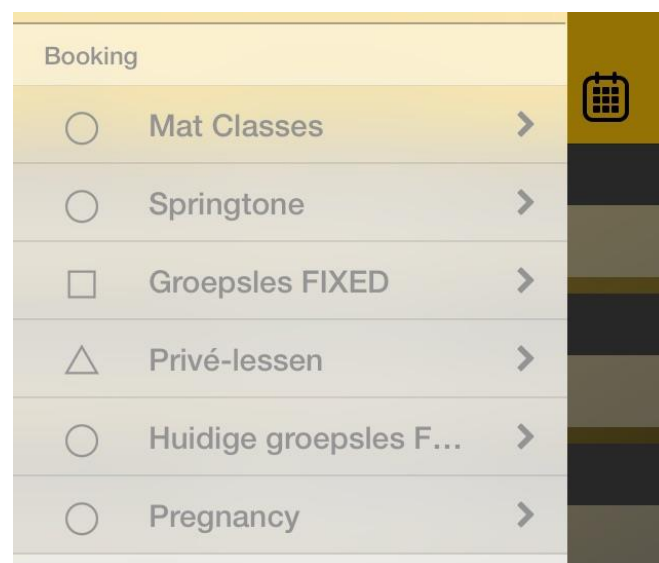 Booking
Mat Classes
Springtone
Groepsles FIXED
Privé-lessen
Huidige groepsles F...
Pregnancy